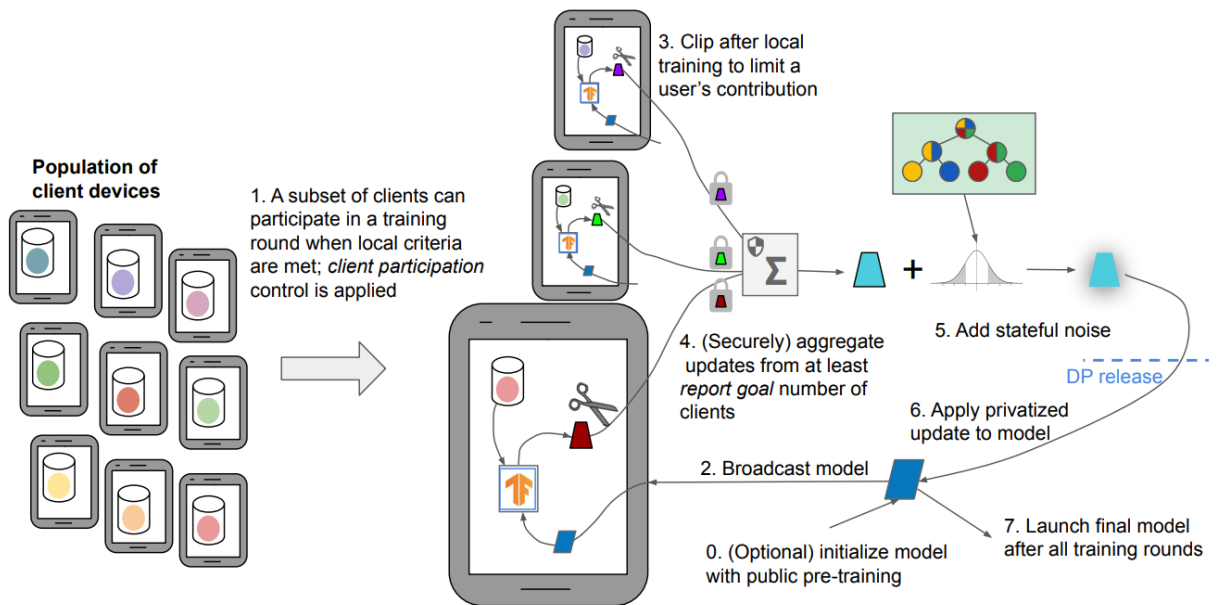 Population of
client devices
1. A subset of clients can
participate in a training
round when local criteria
are met; client participation
control is applied
3. Clip after local
training to limit a
user's contribution
Σ
+
4. (Securely) aggregate
updates from at least
report goal number of
clients
5. Add stateful noise
DP release
6. Apply privatized
update to model
2. Broadcast model
0. (Optional) initialize model
with public pre-training
7. Launch final model
after all training rounds